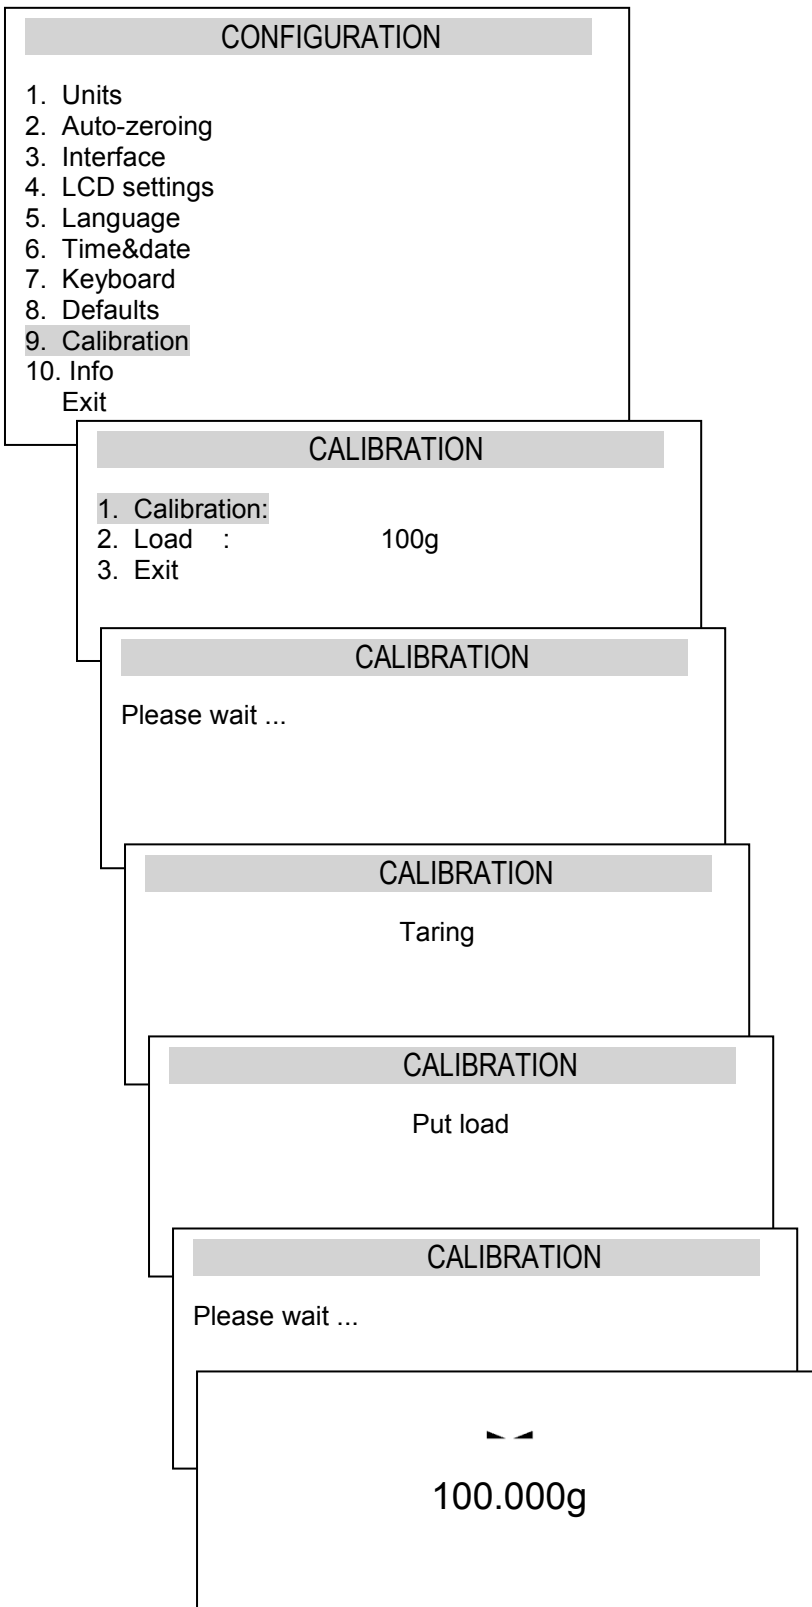 CONFIGURATION
1. Units
2. Auto-zeroing
3. Interface
4. LCD settings
5. Language
6. Time&date
7. Keyboard
8. Defaults
9. Calibration
10. Info
Exit
CALIBRATION
1. Calibration:
2. Load : 100g
3. Exit
CALIBRATION
Please wait ...
CALIBRATION
Taring
CALIBRATION
Put load
CALIBRATION
Please wait ...
100.000g